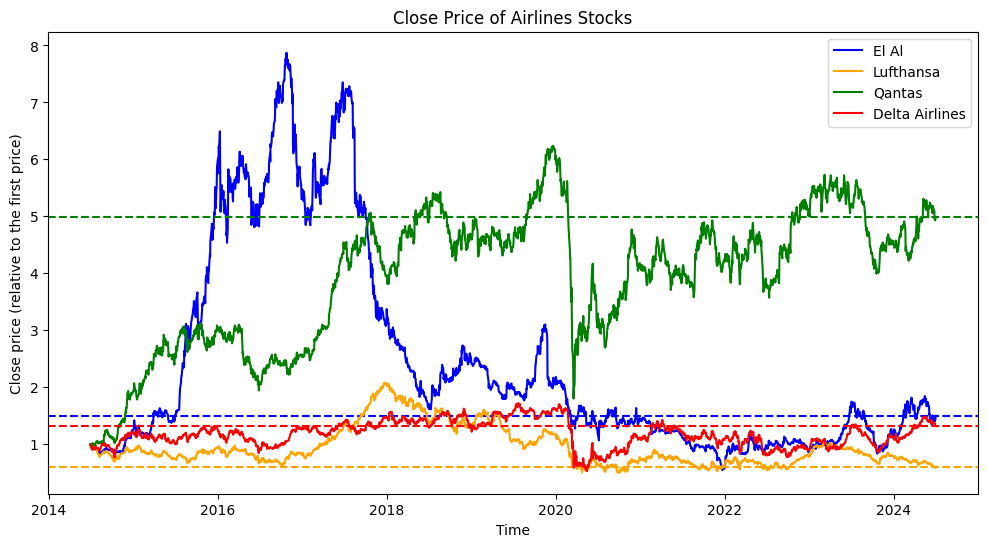 Close Price of Airlines Stocks
Close price (relative to the first price)
8
7
6
5
4
3
2
1
El Al
Lufthansa
Qantas
Delta Airlines
2014
2016
2018
2020
2022
2024
Time